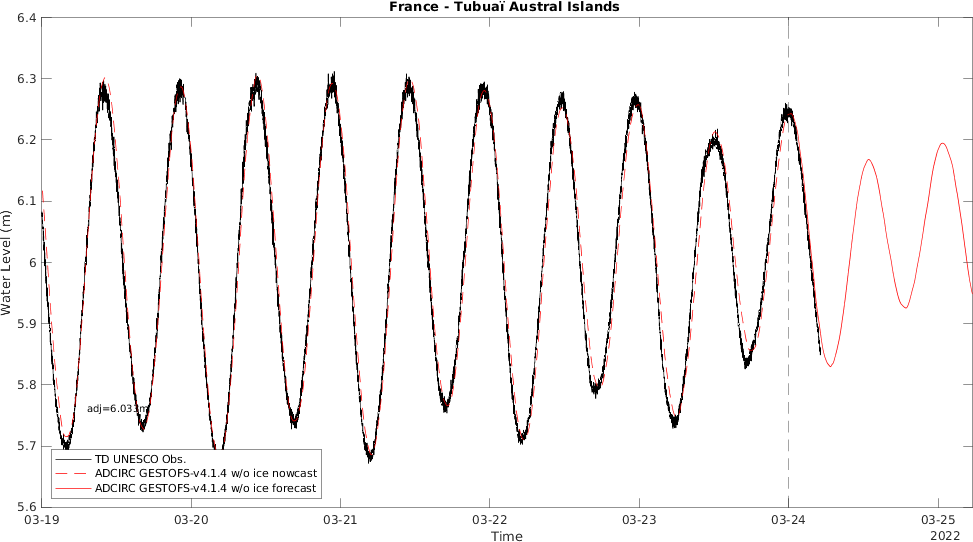 France - Tubuaï Austral Islands
6.4
6.3
6.2
6.1
6
5.9
5.8
5.7
5.6
Water Level (m)
adj=6.033m
TD UNESCO Obs.
ADCIRC GESTOFS-v4.1.4 w/o ice nowcast
ADCIRC GESTOFS-v4.1.4 w/o ice forecast
03-19 03-20 03-21 03-22 03-23 03-24 03-25
Time 2022